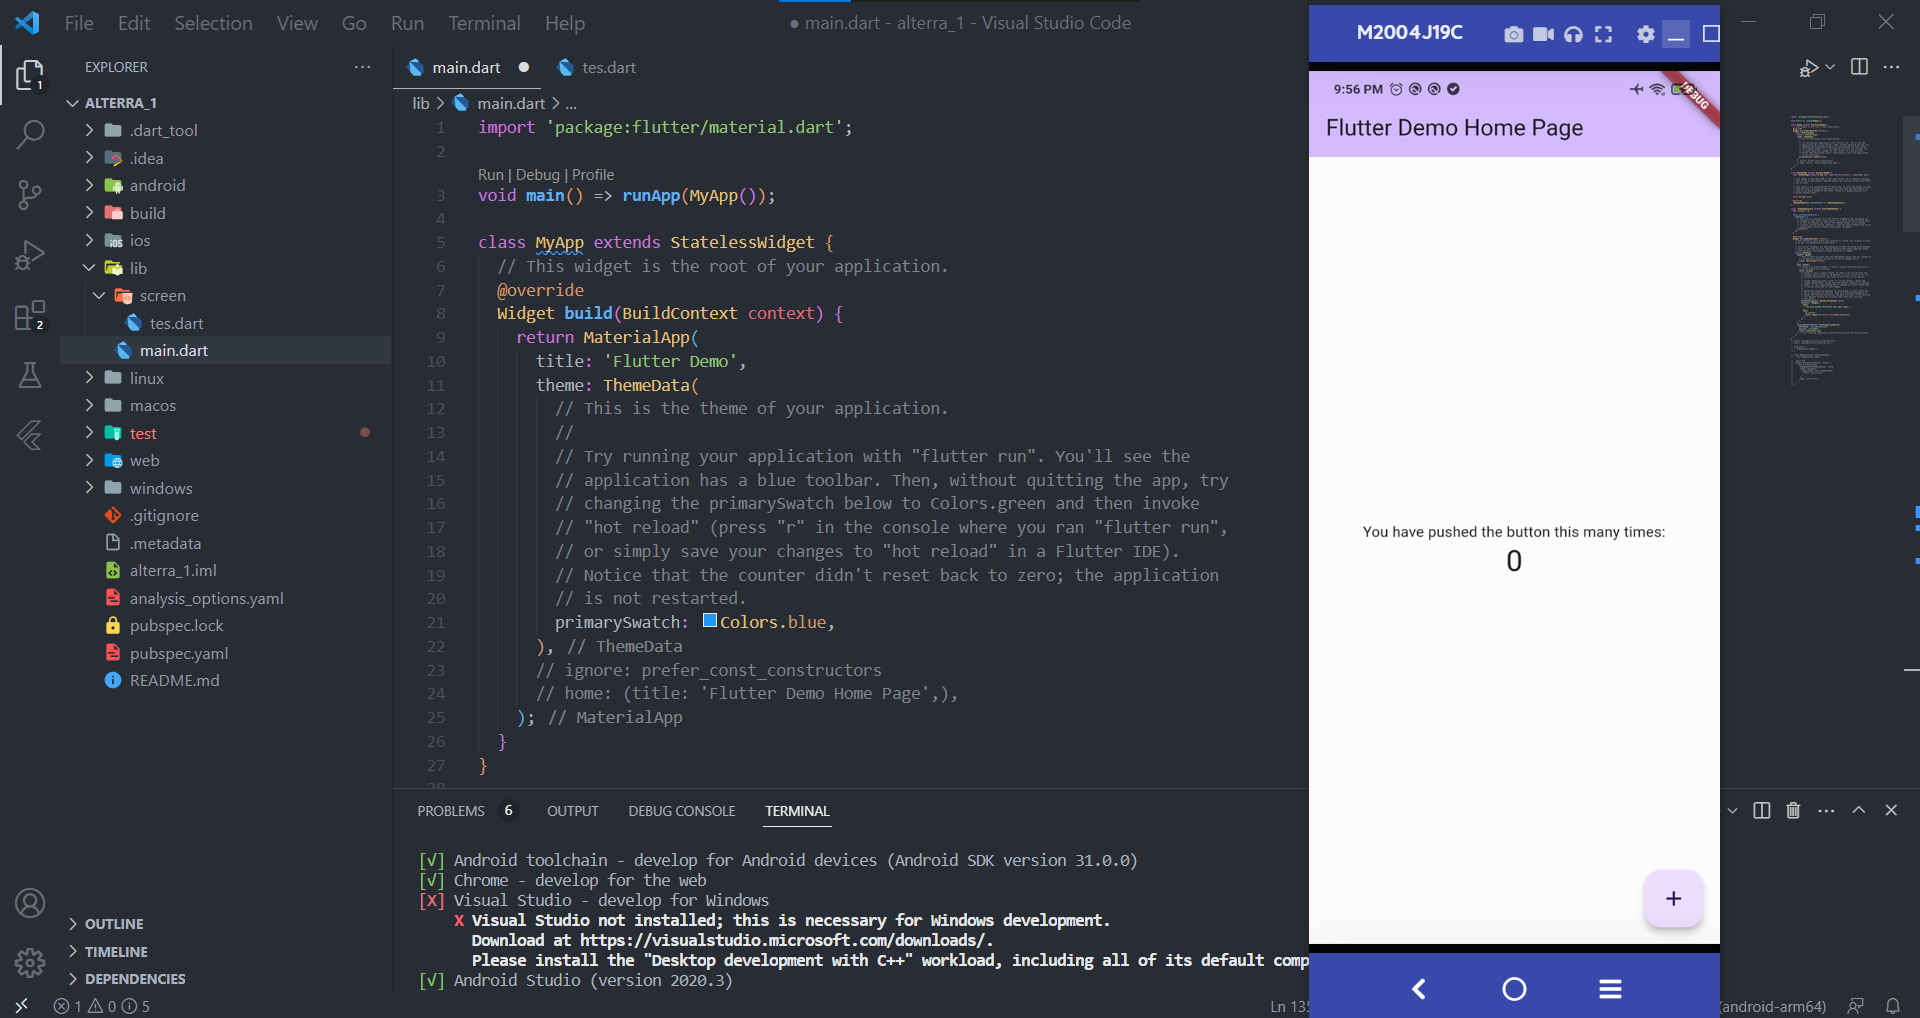 File Edit Selection View Go Run Terminal Help
● main.dart - alterra_1 - Visual Studio Code
EXPLORER
ALTERRA_1
.dart_tool
.idea
android
build
ios
lib
screen
tes.dart
main.dart
linux
macos
test
web
windows
.gitignore
.metadata
alterra_1.iml
analysis_options.yaml
pubspec.lock
pubspec.yaml
README.md
OUTLINE
TIMELINE
DEPENDENCIES
1
2
main.dart ● tes.dart
lib > main.dart > ...
1 import 'package:flutter/material.dart';
2
Run | Debug | Profile
3 void main() => runApp(MyApp());
4
5 class MyApp extends StatelessWidget {
6 // This widget is the root of your application.
7 @override
8 Widget build(BuildContext context) {
9 return MaterialApp(
10 title: 'Flutter Demo',
11 theme: ThemeData(
12 // This is the theme of your application.
13 //
14 // Try running your application with "flutter run". You'll see the
15 // application has a blue toolbar. Then, without quitting the app, try
16 // changing the primarySwatch below to Colors.green and then invoke
17 // "hot reload" (press "r" in the console where you ran "flutter run",
18 // or simply save your changes to "hot reload" in a Flutter IDE).
19 // Notice that the counter didn't reset back to zero; the application
20 // is not restarted.
21 primarySwatch: Colors.blue,
22 ), // ThemeData
23 // ignore: prefer_const_constructors
24 // home: (title: 'Flutter Demo Home Page',),
25 ); // MaterialApp
26 }
27 }
28
PROBLEMS 6 OUTPUT DEBUG CONSOLE TERMINAL
[√] Android toolchain - develop for Android devices (Android SDK version 31.0.0)
[√] Chrome - develop for the web
[X] Visual Studio - develop for Windows
X Visual Studio not installed; this is necessary for Windows development.
Download at https://visualstudio.microsoft.com/downloads/.
Please install the "Desktop development with C++" workload, including all of its default comp
[√] Android Studio (version 2020.3)
1 0 5
Ln 135
(android-arm64)
M2004J19C
9:56 PM
DEBUG
Flutter Demo Home Page
You have pushed the button this many times:
0
+